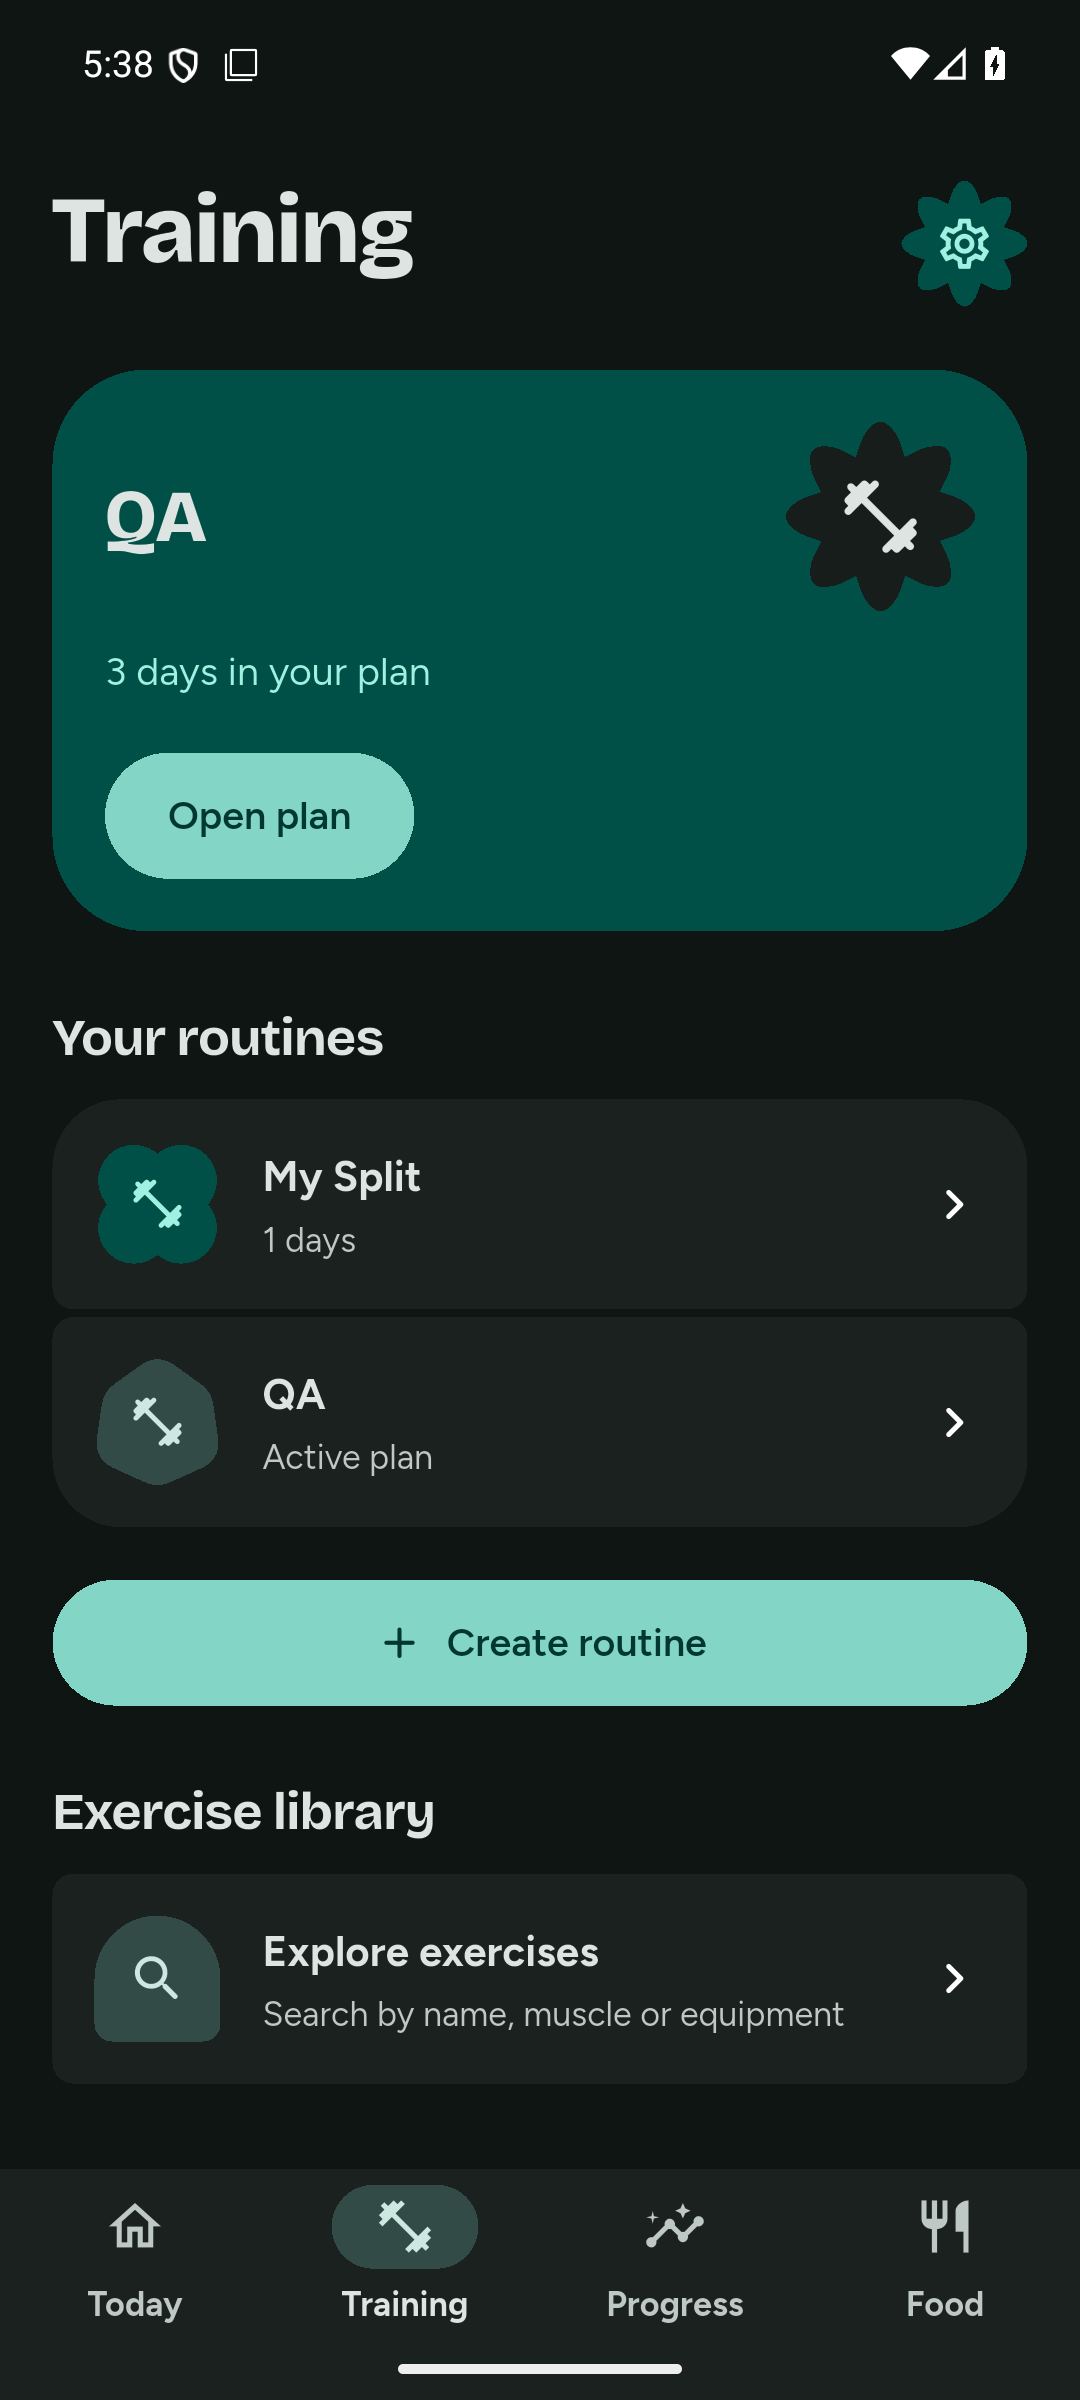 5:38
Training
QA
3 days in your plan
Open plan
Your routines
My Split
1 days
QA
Active plan
Create routine
Exercise library
Explore exercises
Search by name, muscle or equipment
Today
Training
Progress
Food